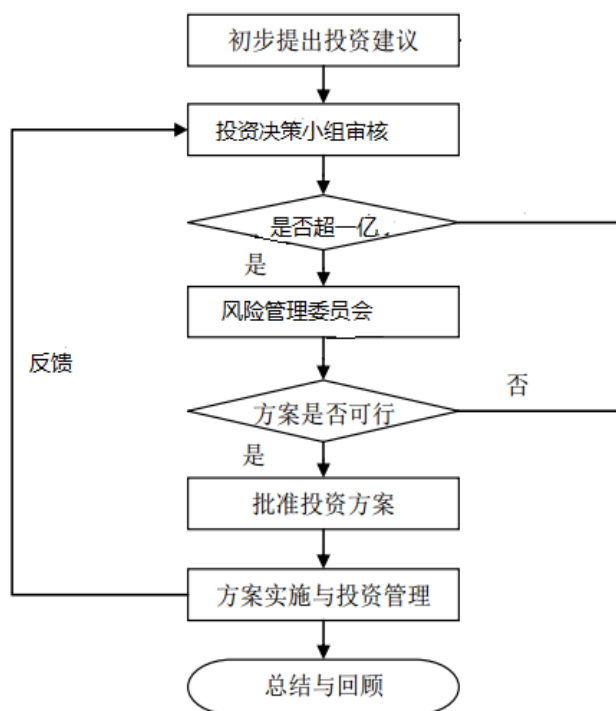 初步提出投资建议
投资决策小组审核
是否超一亿
是
风险管理委员会
反馈
否
方案是否可行
是
批准投资方案
方案实施与投资管理
总结与回顾